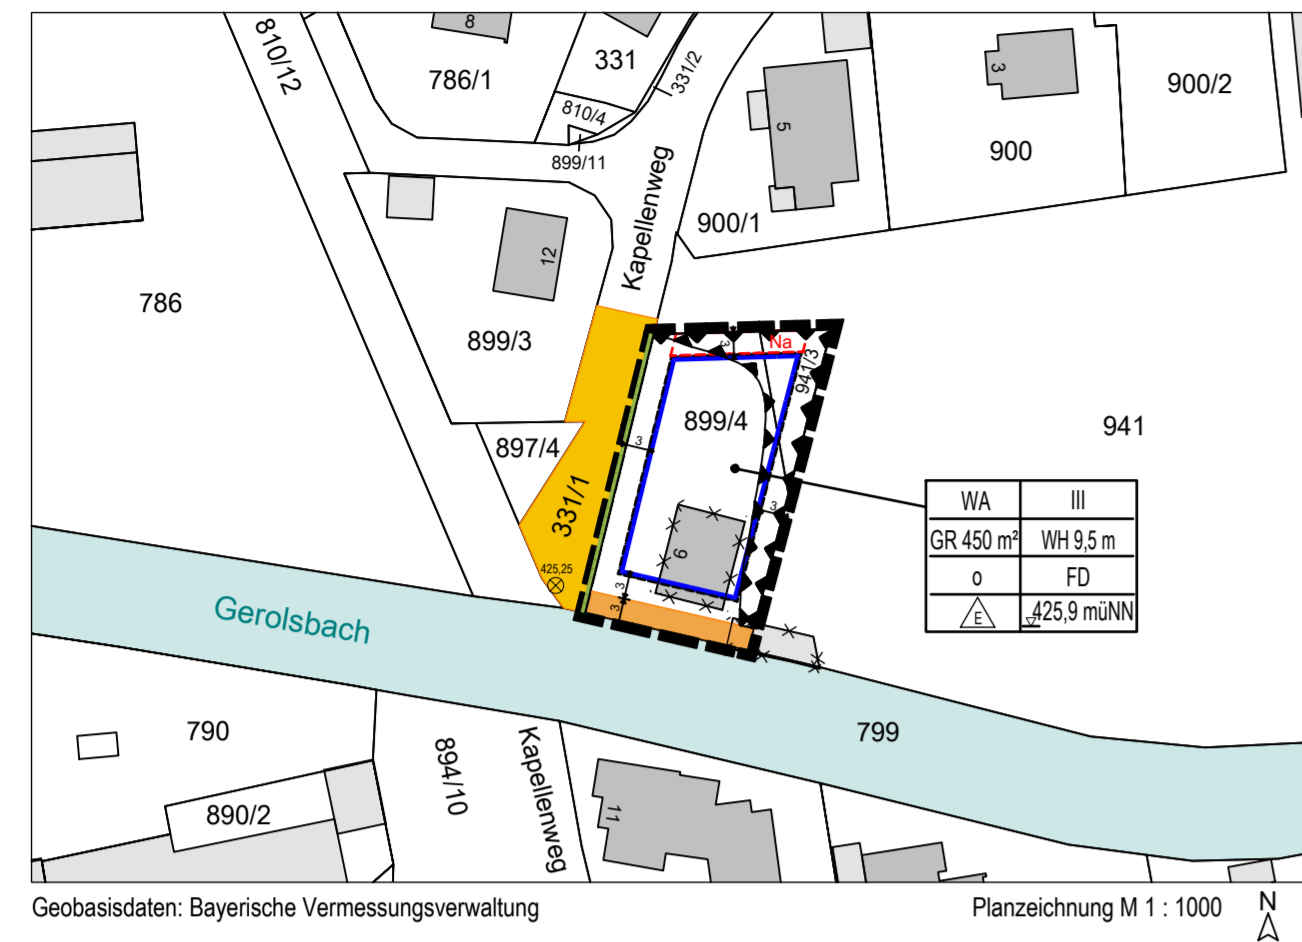 810/12
8
786/1
331
331/2
810/4
899/11
Kapellenweg
5
3
900/2
900
900/1
12
786
899/3
3
Na
941/3
899/4
941
897/4
3
331/1
3
6
425,25
3
3
WA III
GR 450 m² WH 9,5 m
o FD
E 425,9 müNN
Gerolsbach
790
799
894/10
Kapellenweg
890/2
11
Geobasisdaten: Bayerische Vermessungsverwaltung
Planzeichnung M 1 : 1000
N